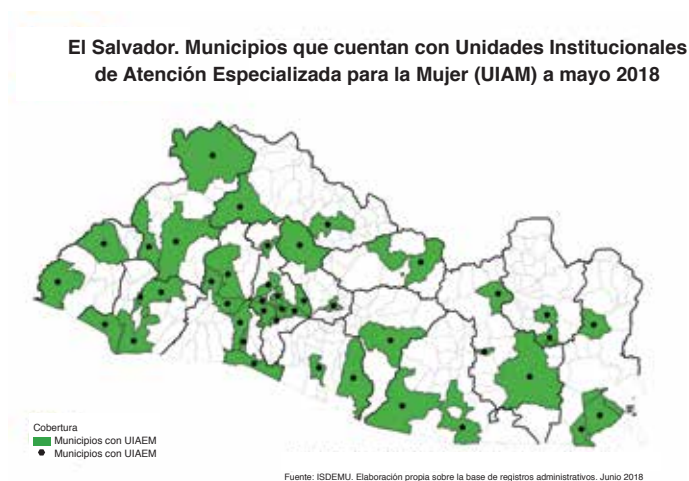 El Salvador. Municipios que cuentan con Unidades Institucionales
de Atención Especializada para la Mujer (UIAM) a mayo 2018
Cobertura
Municipios con UIAEM
Municipios con UIAEM
Fuente: ISDEMU. Elaboración propia sobre la base de registros administrativos. Junio 2018